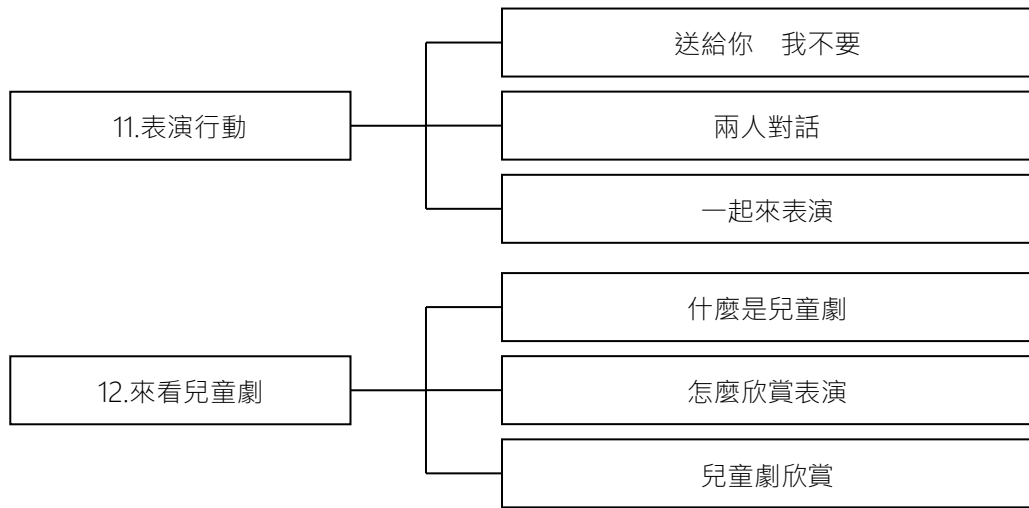 送給你　我不要
11.表演行動
兩人對話
一起來表演
什麼是兒童劇
12.來看兒童劇
怎麼欣賞表演
兒童劇欣賞